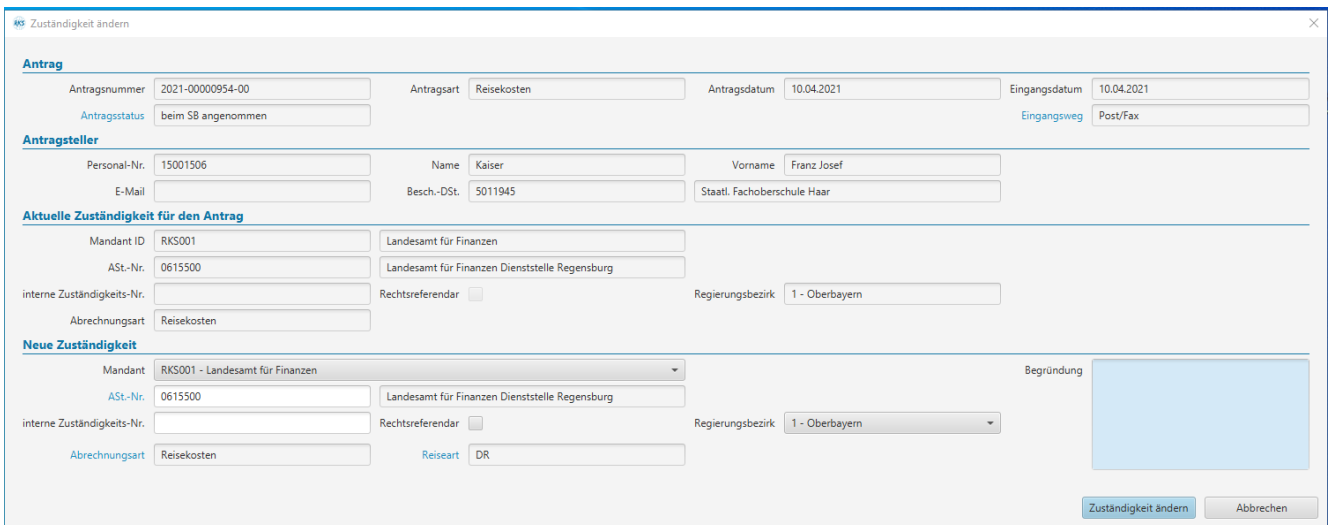 RKS Zuständigkeit ändern
Antrag
Antragsnummer 2021-00000954-00 Antragsart Reisekosten Antragsdatum 10.04.2021 Eingangsdatum 10.04.2021
Antragsstatus beim SB angenommen Eingangsweg Post/Fax
Antragsteller
Personal-Nr. 15001506 Name Kaiser Vorname Franz Josef
E-Mail Besch.-DSt. 5011945 Staatl. Fachoberschule Haar
Aktuelle Zuständigkeit für den Antrag
Mandant ID RKS001 Landesamt für Finanzen
ASt.-Nr. 0615500 Landesamt für Finanzen Dienststelle Regensburg
interne Zuständigkeits-Nr. Rechtsreferendar Regierungsbezirk 1 - Oberbayern
Abrechnungsart Reisekosten
Neue Zuständigkeit
Mandant RKS001 - Landesamt für Finanzen Begründung
ASt.-Nr. 0615500 Landesamt für Finanzen Dienststelle Regensburg
interne Zuständigkeits-Nr. Rechtsreferendar Regierungsbezirk 1 - Oberbayern
Abrechnungsart Reisekosten Reiseart DR
Zuständigkeit ändern Abbrechen